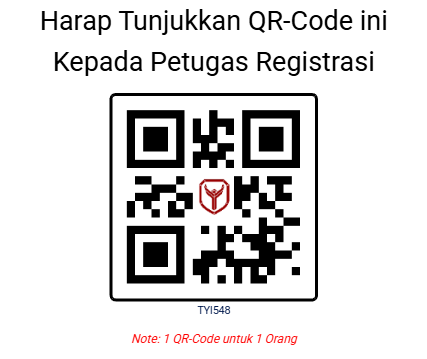 Harap Tunjukkan QR-Code ini
Kepada Petugas Registrasi
TYI548
Note: 1 QR-Code untuk 1 Orang